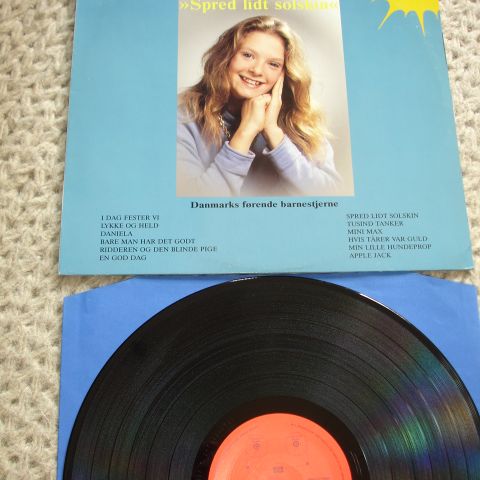 »Spred lidt solskin«
Danmarks førende barnestjerne
I DAG FESTER VI
LYKKE OG HELD
DANIELA
BARE MAN HAR DET GODT
RIDDEREN OG DEN BLINDE PIGE
EN GOD DAG
SPRED LIDT SOLSKIN
TUSIND TANKER
MINI MAX
HVIS TÅRER VAR GULD
MIN LILLE HUNDEPROP
APPLE JACK